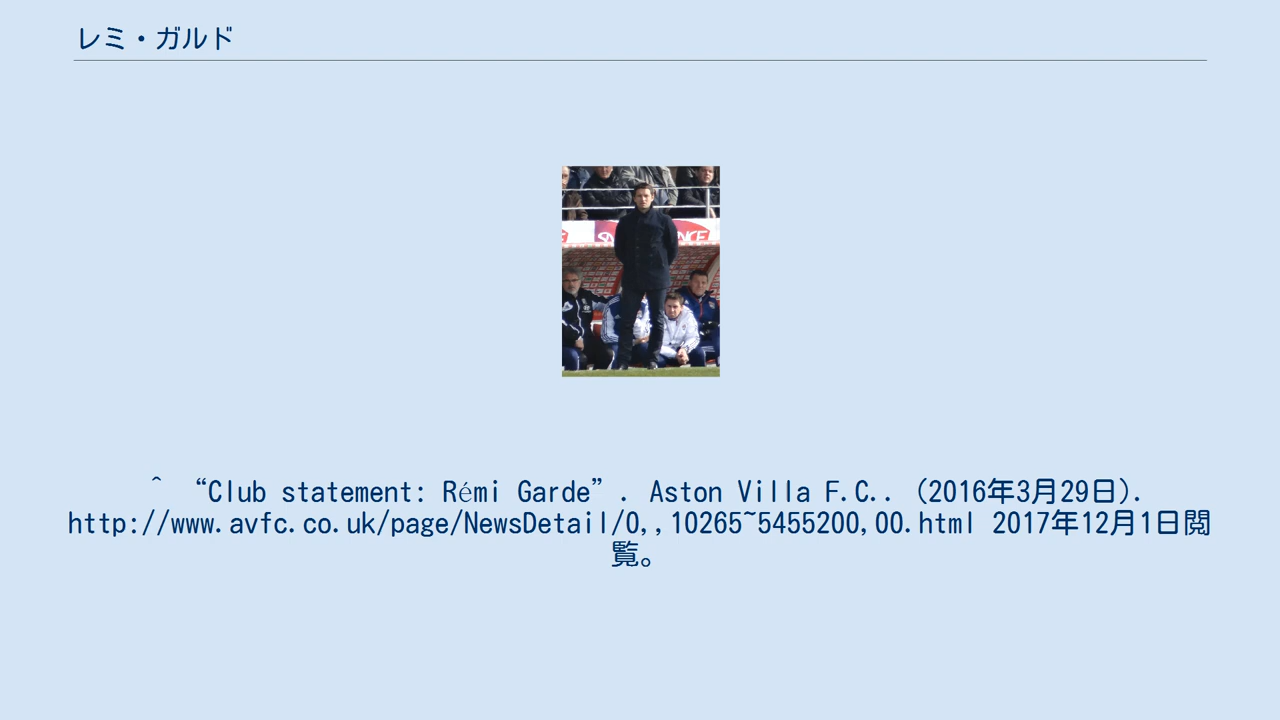 レミ・ガルド
^ “Club statement: Rémi Garde”. Aston Villa F.C.. (2016年3月29日).
http://www.avfc.co.uk/page/NewsDetail/0,,10265~5455200,00.html 2017年12月1日閲
覧。